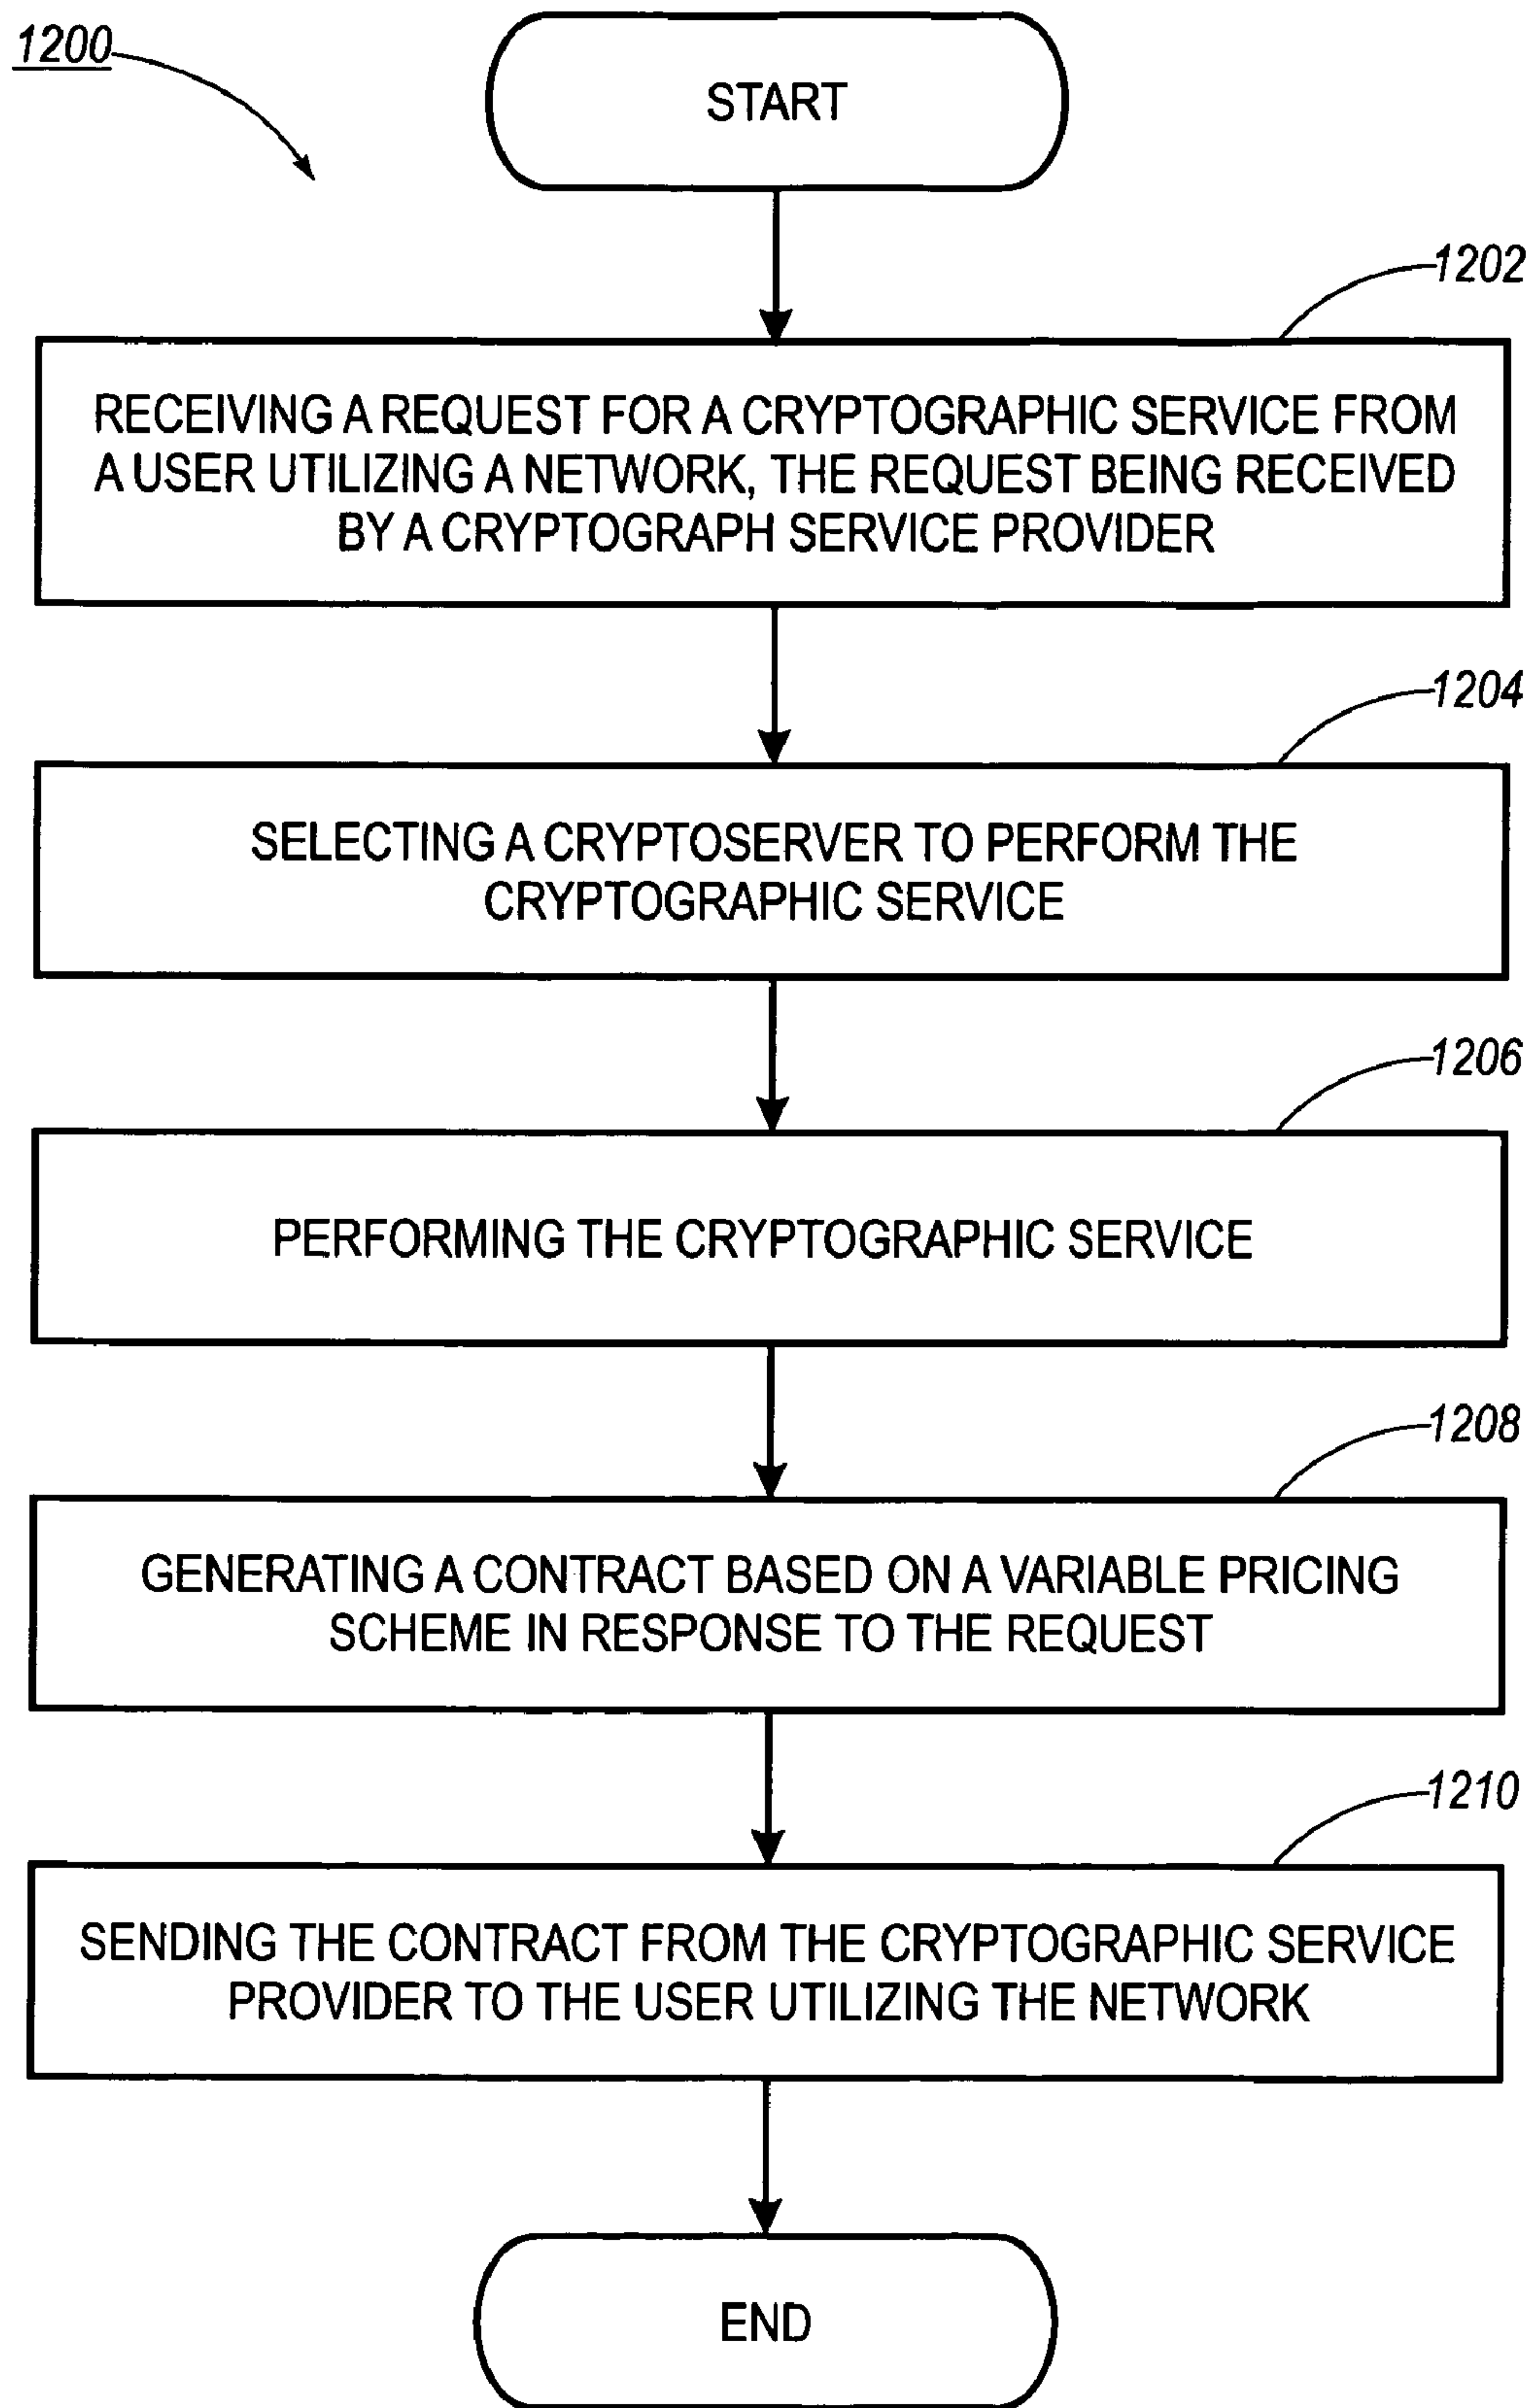 1200
START
1202
RECEIVING A REQUEST FOR A CRYPTOGRAPHIC SERVICE FROM
A USER UTILIZING A NETWORK, THE REQUEST BEING RECEIVED
BY A CRYPTOGRAPH SERVICE PROVIDER
1204
SELECTING A CRYPTOSERVER TO PERFORM THE
CRYPTOGRAPHIC SERVICE
1206
PERFORMING THE CRYPTOGRAPHIC SERVICE
1208
GENERATING A CONTRACT BASED ON A VARIABLE PRICING
SCHEME IN RESPONSE TO THE REQUEST
1210
SENDING THE CONTRACT FROM THE CRYPTOGRAPHIC SERVICE
PROVIDER TO THE USER UTILIZING THE NETWORK
END